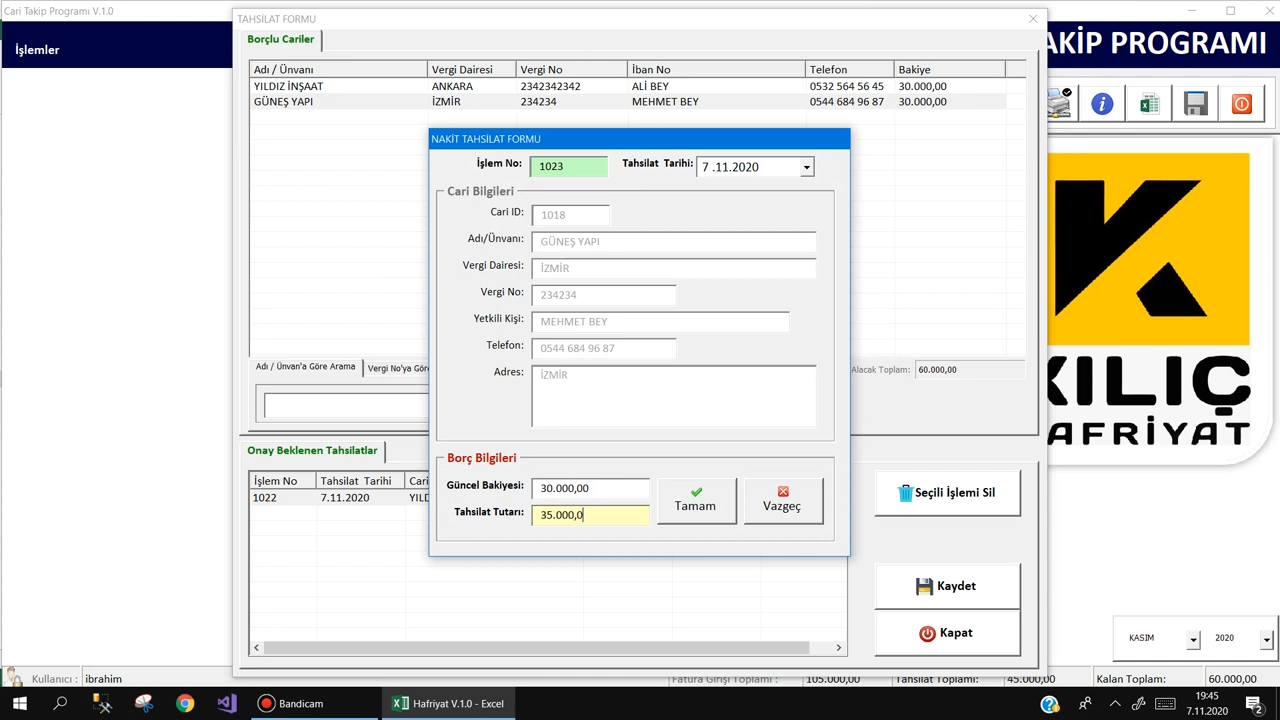 Cari Takip Programı V.1.0
TAHSİLAT FORMU
İşlemler
AKİP PROGRAMI
Borçlu Cariler
Adı / Ünvanı Vergi Dairesi Vergi No İban No Telefon Bakiye
YILDIZ İNŞAAT ANKARA 2342342342 ALİ BEY 0532 564 56 45 30.000,00
GÜNEŞ YAPI İZMİR 234234 MEHMET BEY 0544 684 96 87 30.000,00
NAKİT TAHSİLAT FORMU
İşlem No: 1023 Tahsilat Tarihi: 7 .11.2020
Cari Bilgileri
Cari ID: 1018
Adı/Ünvanı: GÜNEŞ YAPI
Vergi Dairesi: İZMİR
Vergi No: 234234
Yetkili Kişi: MEHMET BEY
Telefon: 0544 684 96 87
Adres: İZMİR
Adı / Ünvan'a Göre Arama Vergi No'ya Gör
Alacak Toplam: 60.000,00
KILIÇ
AFRİYAT
Onay Beklenen Tahsilatlar
İşlem No Tahsilat Tarihi Cari
1022 7.11.2020 YILD
Borç Bilgileri
Güncel Bakiyesi: 30.000,00
Tahsilat Tutarı: 35.000,0
Tamam
Vazgeç
Seçili İşlemi Sil
Kaydet
Kapat
KASIM 2020
Kullanıcı : ibrahim Fatura Girişi Toplamı: 105.000,00 Tahsilat Toplamı: 45.000,00 Kalan Toplam: 60.000,00
Bandicam
Hafriyat V.1.0 - Excel
19:45
7.11.2020
2